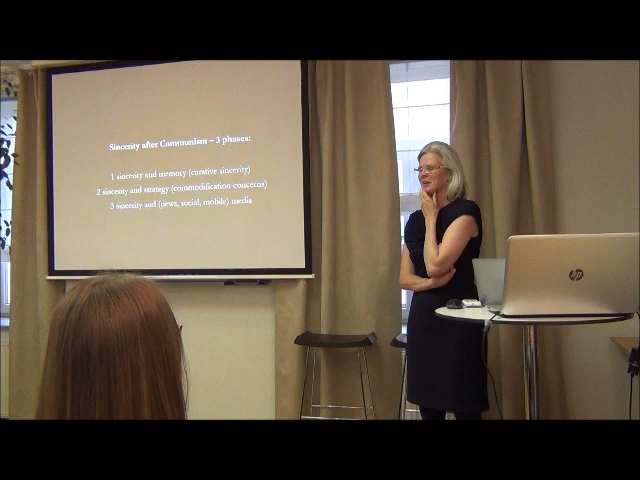 Sincerity after Communism – 3 phases:
1 sincerity and memory (curative sincerity)
2 sincerity and strategy (commodification concerns)
3 sincerity and (news, social, mobile) media
hp